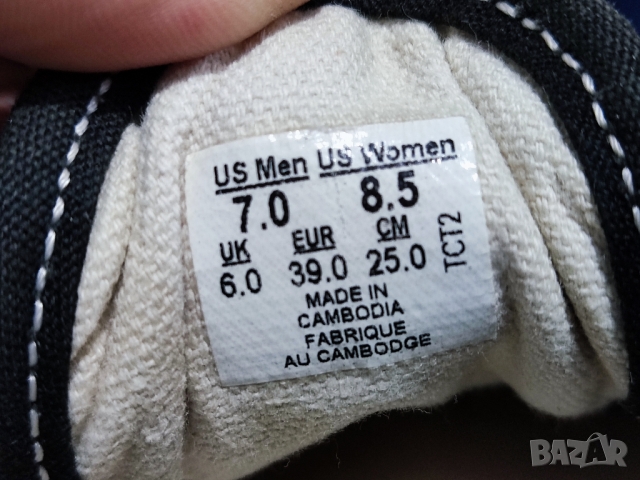 US Men US Women
7.0 8.5
UK EUR CM
6.0 39.0 25.0
TCT2
MADE IN
CAMBODIA
FABRIQUE
AU CAMBODGE
BAZAR